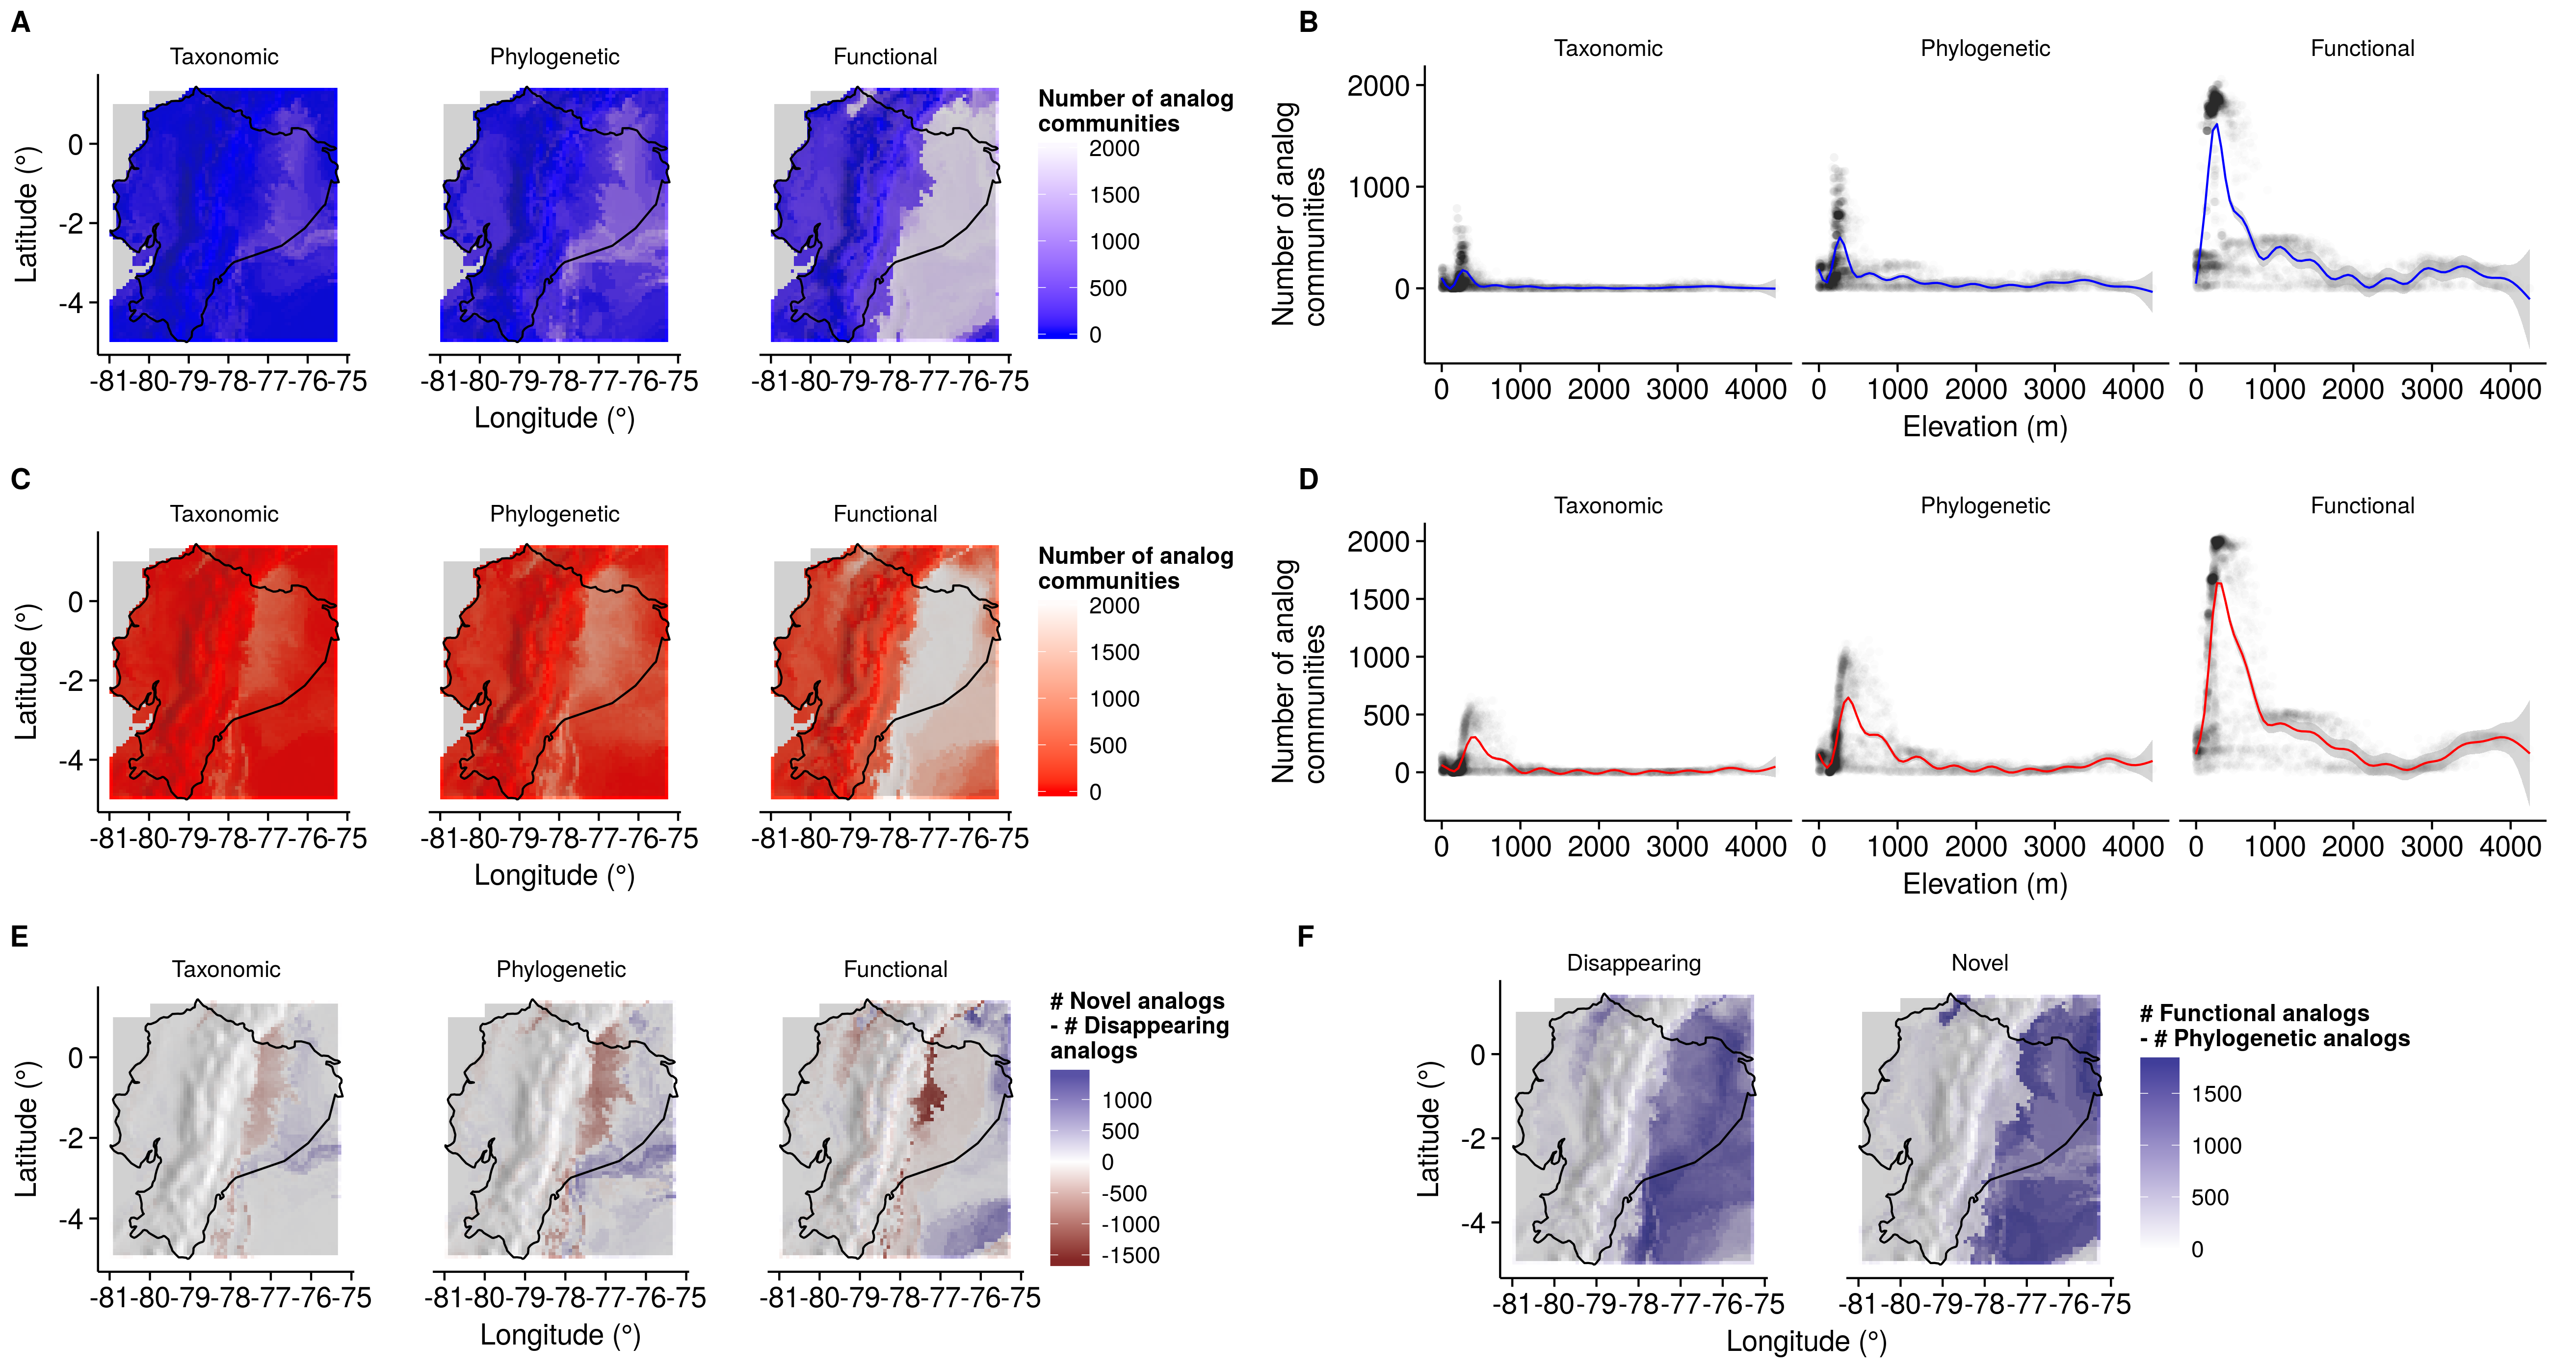 A
Taxonomic
Phylogenetic
Functional
Latitude (°)
0
-2
-4
-81-80-79-78-77-76-75
-81-80-79-78-77-76-75
-81-80-79-78-77-76-75
Longitude (°)
Number of analog
communities
2000
1500
1000
500
0
B
Taxonomic
Phylogenetic
Functional
Number of analog
communities
2000
1000
0
0 1000 2000 3000 4000
0 1000 2000 3000 4000
0 1000 2000 3000 4000
Elevation (m)
C
Taxonomic
Phylogenetic
Functional
Latitude (°)
0
-2
-4
-81-80-79-78-77-76-75
-81-80-79-78-77-76-75
-81-80-79-78-77-76-75
Longitude (°)
Number of analog
communities
2000
1500
1000
500
0
D
Taxonomic
Phylogenetic
Functional
Number of analog
communities
2000
1500
1000
500
0
0 1000 2000 3000 4000
0 1000 2000 3000 4000
0 1000 2000 3000 4000
Elevation (m)
E
Taxonomic
Phylogenetic
Functional
Latitude (°)
0
-2
-4
-81-80-79-78-77-76-75
-81-80-79-78-77-76-75
-81-80-79-78-77-76-75
Longitude (°)
# Novel analogs
- # Disappearing
analogs
1000
500
0
-500
-1000
-1500
F
Disappearing
Novel
Latitude (°)
0
-2
-4
-81-80-79-78-77-76-75
-81-80-79-78-77-76-75
Longitude (°)
# Functional analogs
- # Phylogenetic analogs
1500
1000
500
0